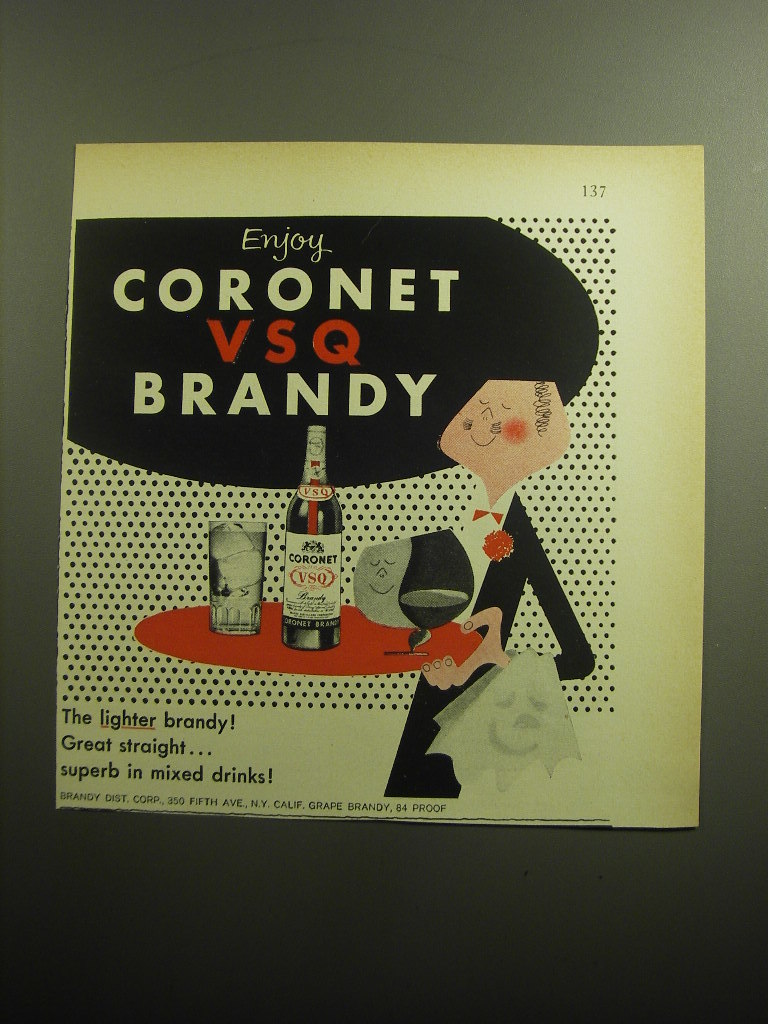 137
Enjoy
CORONET
VSQ
BRANDY
VSQ
CORONET
VSQ
Brandy
CORONET BRANDY
The lighter brandy!
Great straight...
superb in mixed drinks!
BRANDY DIST. CORP., 350 FIFTH AVE., N.Y. CALIF. GRAPE BRANDY, 84 PROOF